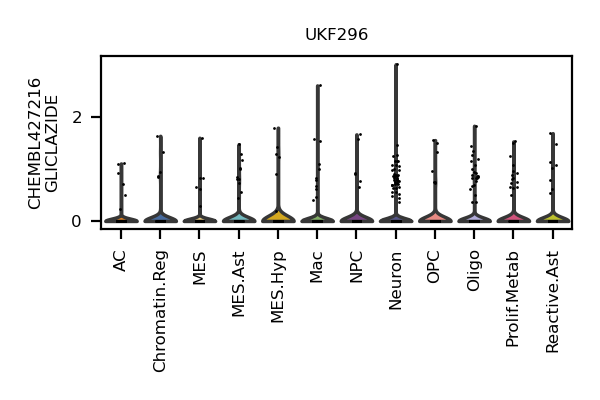 UKF296
CHEMBL427216
GLICLAZIDE
2
0
AC
Chromatin.Reg
MES
MES.Ast
MES.Hyp
Mac
NPC
Neuron
OPC
Oligo
Prolif.Metab
Reactive.Ast